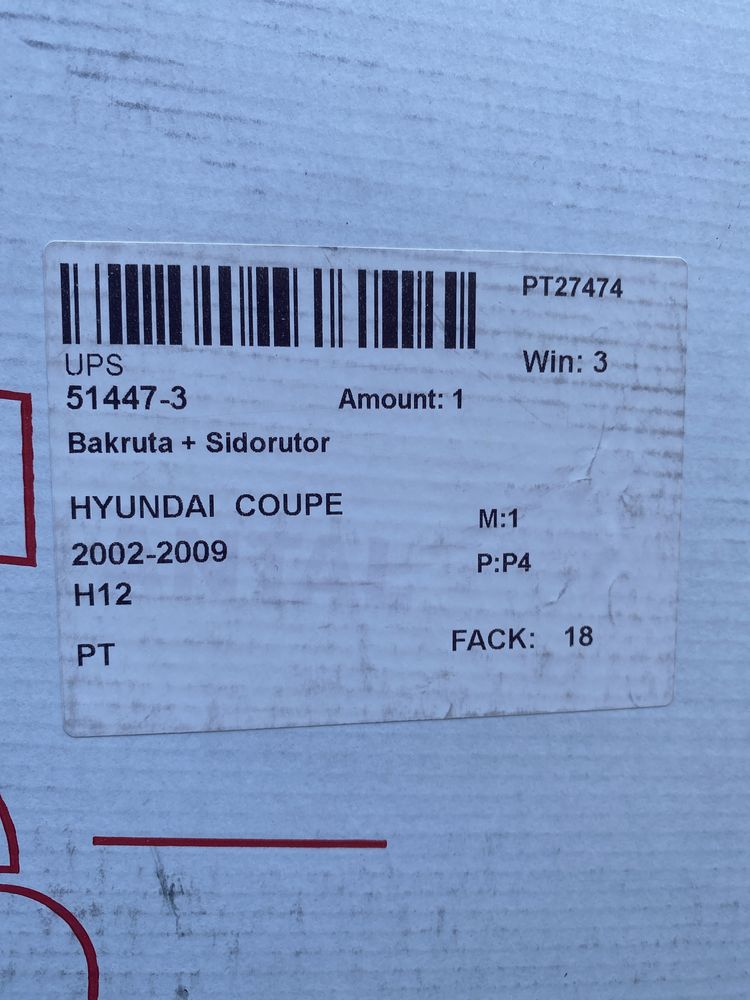 PT27474
UPS
Win: 3
51447-3
Amount: 1
Bakruta + Sidorutor
HYUNDAI COUPE
M:1
2002-2009
P:P4
H12
PT
FACK: 18